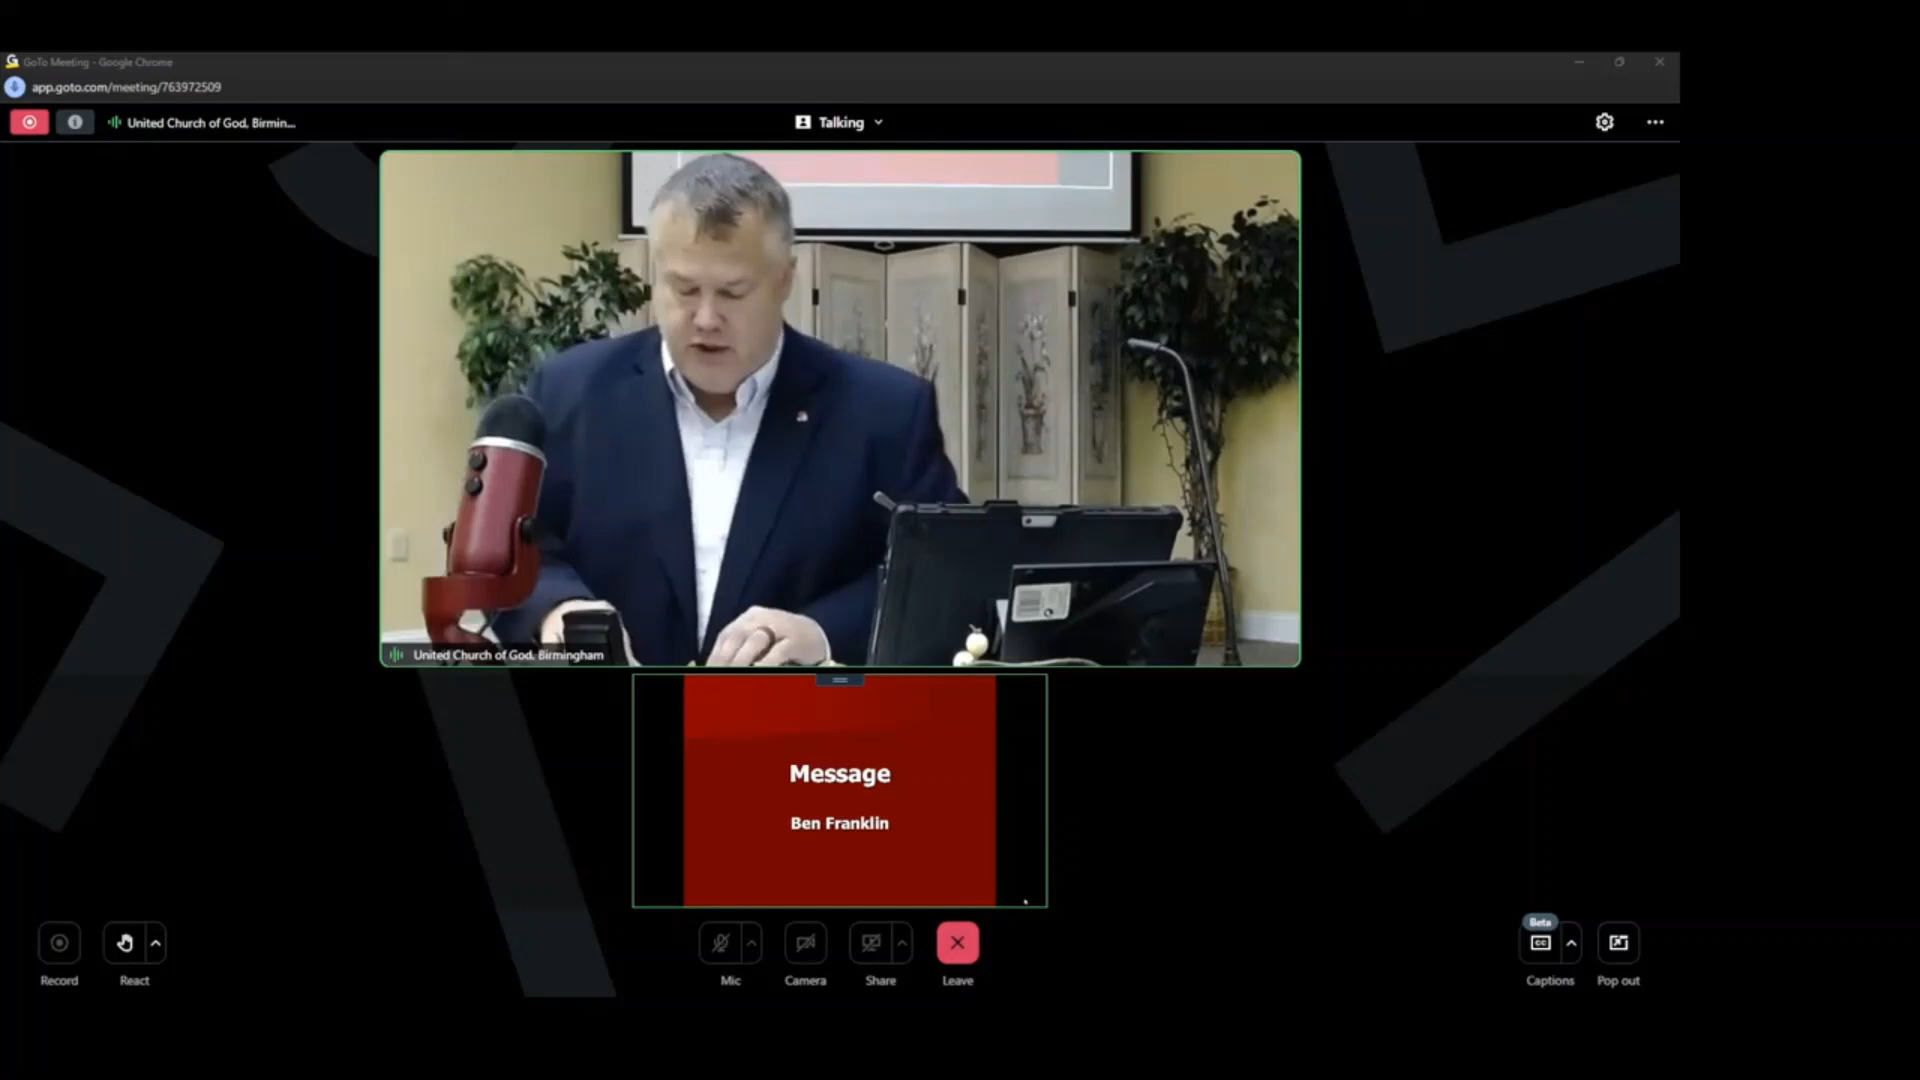 GoTo Meeting - Google Chrome
app.goto.com/meeting/763972509
United Church of God, Birmin...
Talking
United Church of God, Birmingham
Message
Ben Franklin
Record
React
Mic
Camera
Share
Leave
Beta
CC
Captions
Pop out